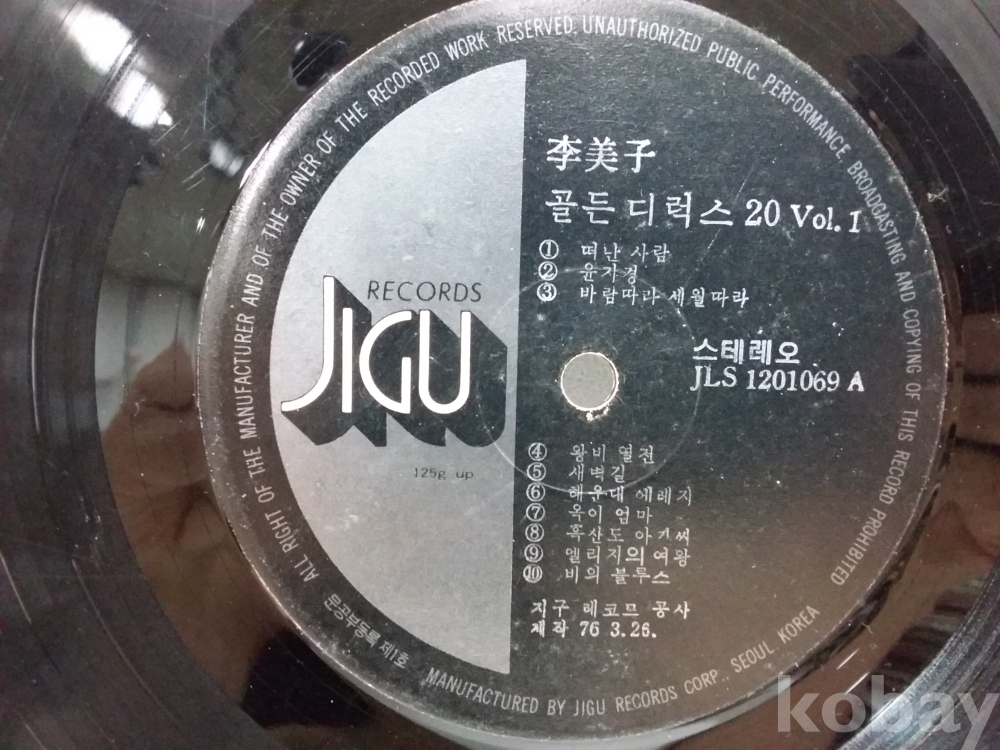 ALL RIGHT OF THE MANUFACTURER AND OF THE OWNER OF THE RECORDED WORK RESERVED. UNAUTHORIZED PUBLIC PERFORMANCE BROADCASTING AND COPYING OF THIS RECORD PROHIBITED
李美子
골든 디럭스 20 Vol. 1
① 떠난 사람
② 윤지경
③ 바람따라 세월따라
RECORDS
JIGU
스테레오
JLS 1201069 A
125g up
④ 왕비 열전
⑤ 새벽길
⑥ 해운대 에레지
⑦ 옥이 엄마
⑧ 흑산도 아가씨
⑨ 엘리지의 여왕
⑩ 비의 블루스
지구 레코드 공사
제작 76 3.26.
문공부등록 제1호
MANUFACTURED BY JIGU RECORDS CORP., SEOUL KOREA
kobay